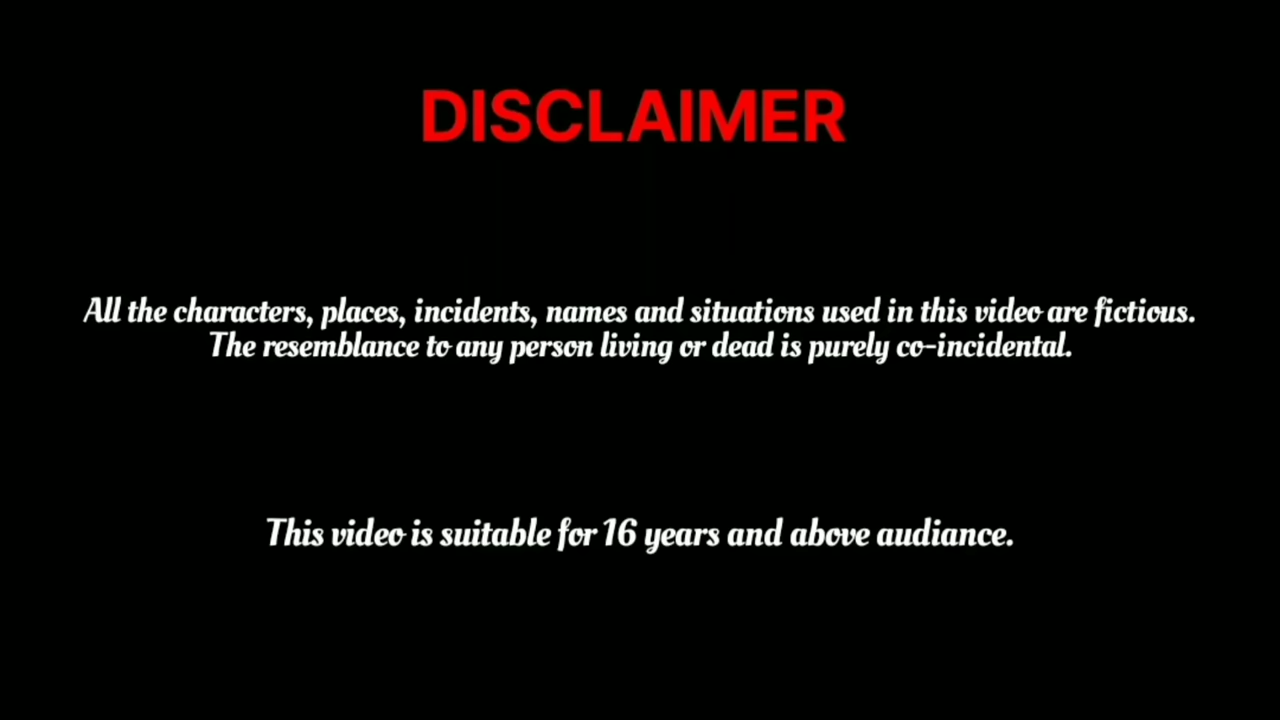 DISCLAIMER
All the characters, places, incidents, names and situations used in this video are fictious.
The resemblance to any person living or dead is purely co-incidental.
This video is suitable for 16 years and above audiance.